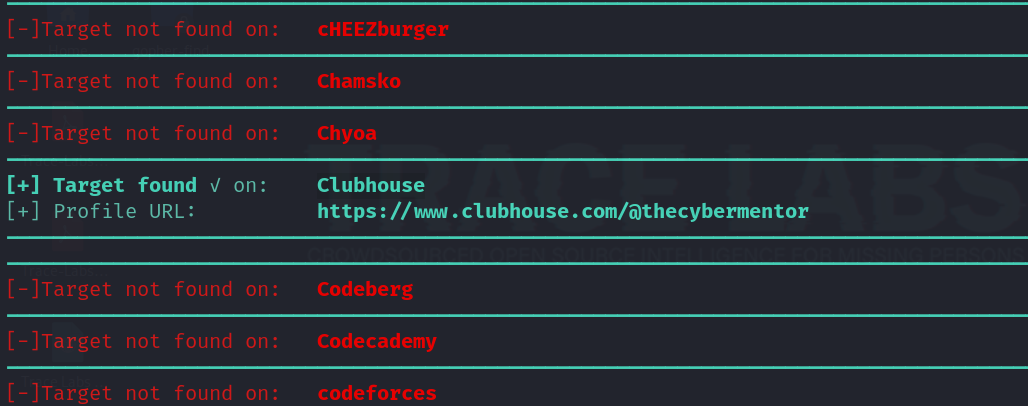 [-]Target not found on: cHEEZburger
[-]Target not found on: Chamsko
[-]Target not found on: Chyoa
[+] Target found √ on: Clubhouse
[+] Profile URL: https://www.clubhouse.com/@thecybermentor
TRACE LABS
CROWDSOURCED OPEN SOURCE INTELLIGENCE FOR MISSING PERSONS
[-]Target not found on: Codeberg
[-]Target not found on: Codecademy
[-]Target not found on: codeforces